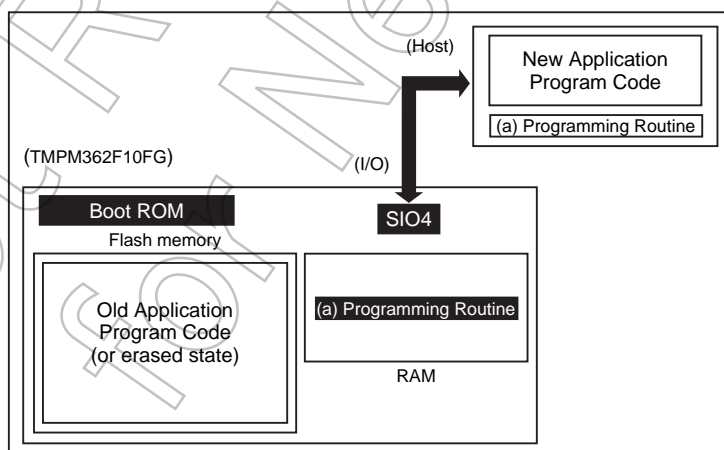 (Host)
New Application
Program Code
(a) Programming Routine
(TMPM362F10FG)
(I/O)
Boot ROM
SIO4
Flash memory
Old Application
Program Code
(or erased state)
(a) Programming Routine
RAM